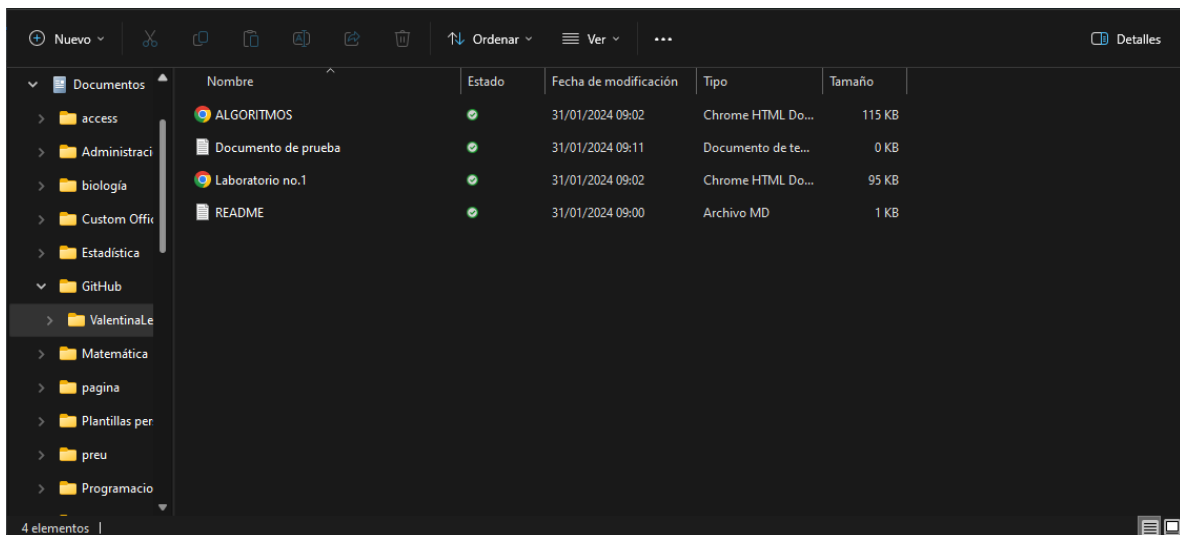 Nuevo Ordenar Ver ... Detalles
Documentos Nombre Estado Fecha de modificación Tipo Tamaño
access ALGORITMOS 31/01/2024 09:02 Chrome HTML Do... 115 KB
Administraci Documento de prueba 31/01/2024 09:11 Documento de te... 0 KB
biología Laboratorio no.1 31/01/2024 09:02 Chrome HTML Do... 95 KB
Custom Offic README 31/01/2024 09:00 Archivo MD 1 KB
Estadística
GitHub
ValentinaLe
Matemática
pagina
Plantillas per
preu
Programacio
4 elementos